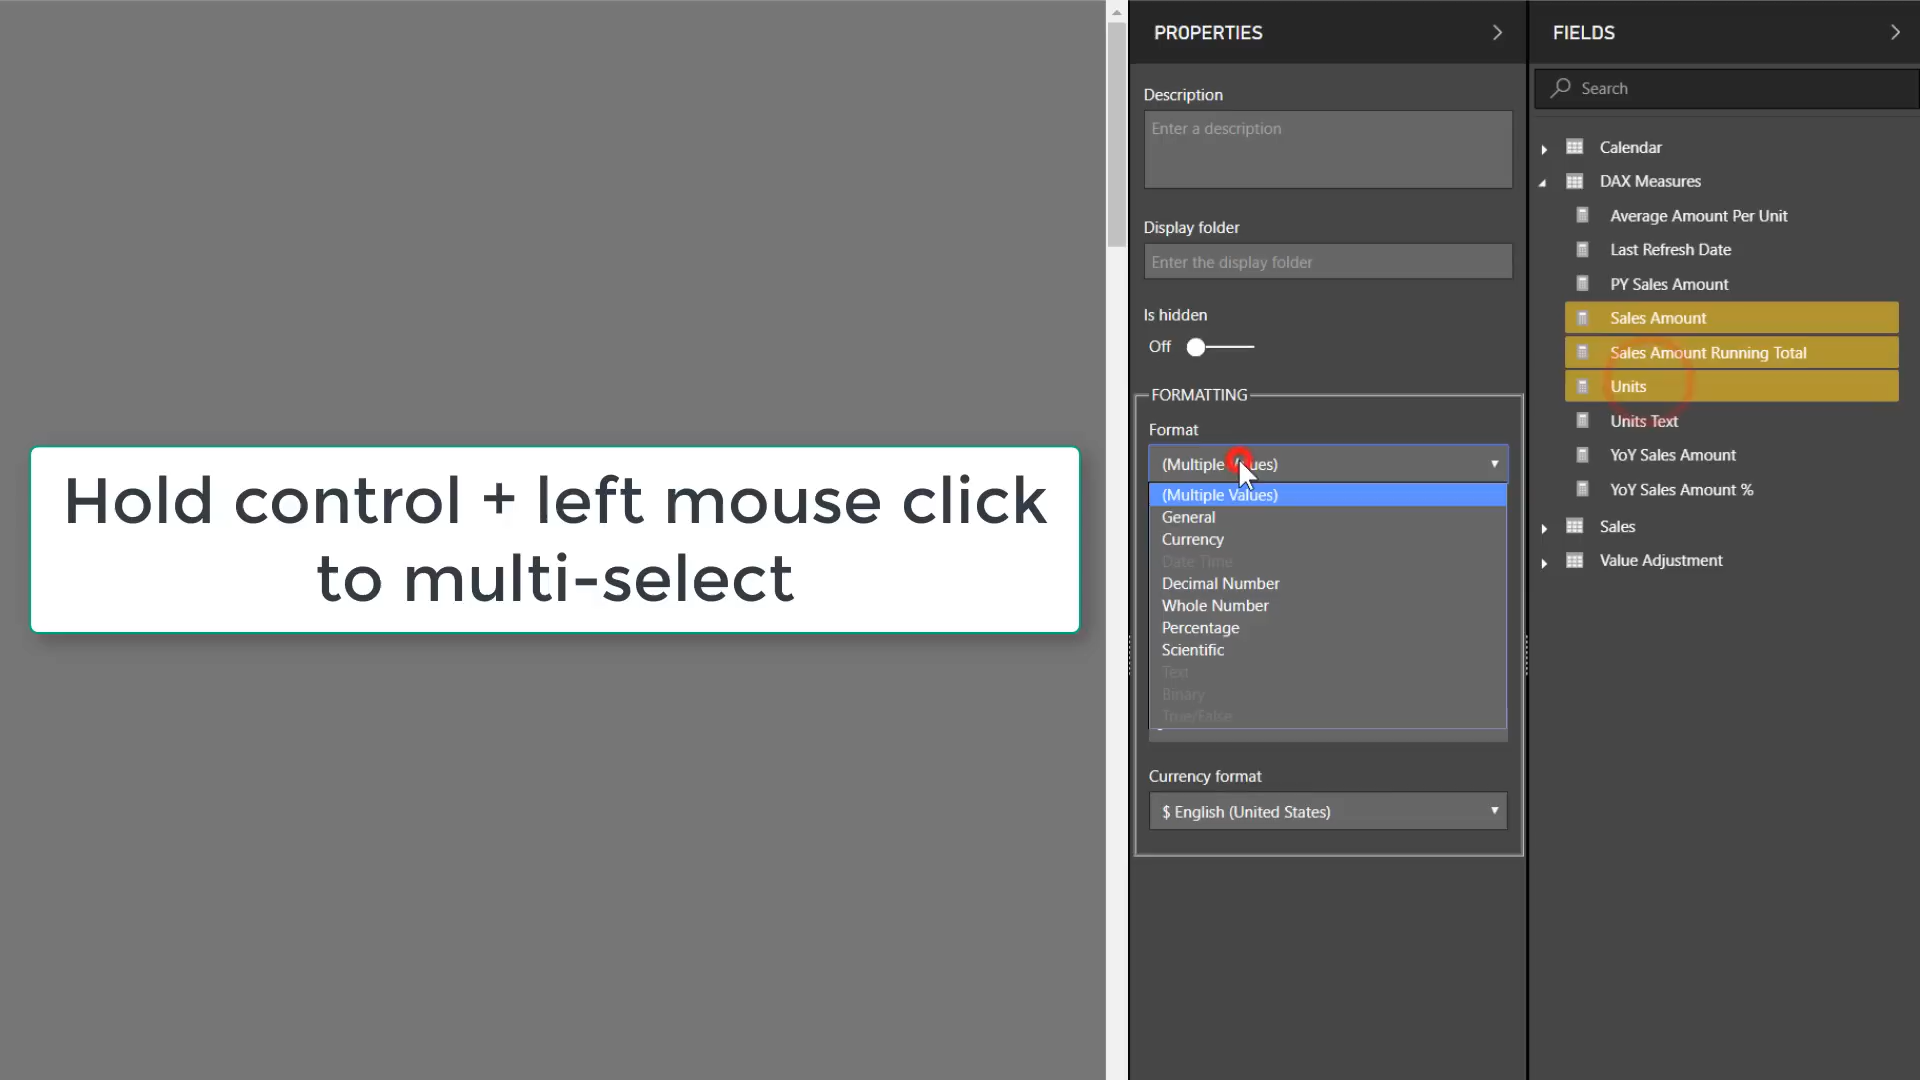 PROPERTIES
FIELDS
Search
Description
Enter a description
Display folder
Enter the display folder
Is hidden
Off
FORMATTING
Format
(Multiple Values)
(Multiple Values)
General
Currency
Date Time
Decimal Number
Whole Number
Percentage
Scientific
Text
Binary
True/False
Currency format
$ English (United States)
Calendar
DAX Measures
Average Amount Per Unit
Last Refresh Date
PY Sales Amount
Sales Amount
Sales Amount Running Total
Units
Units Text
YoY Sales Amount
YoY Sales Amount %
Sales
Value Adjustment
Hold control + left mouse click
to multi-select